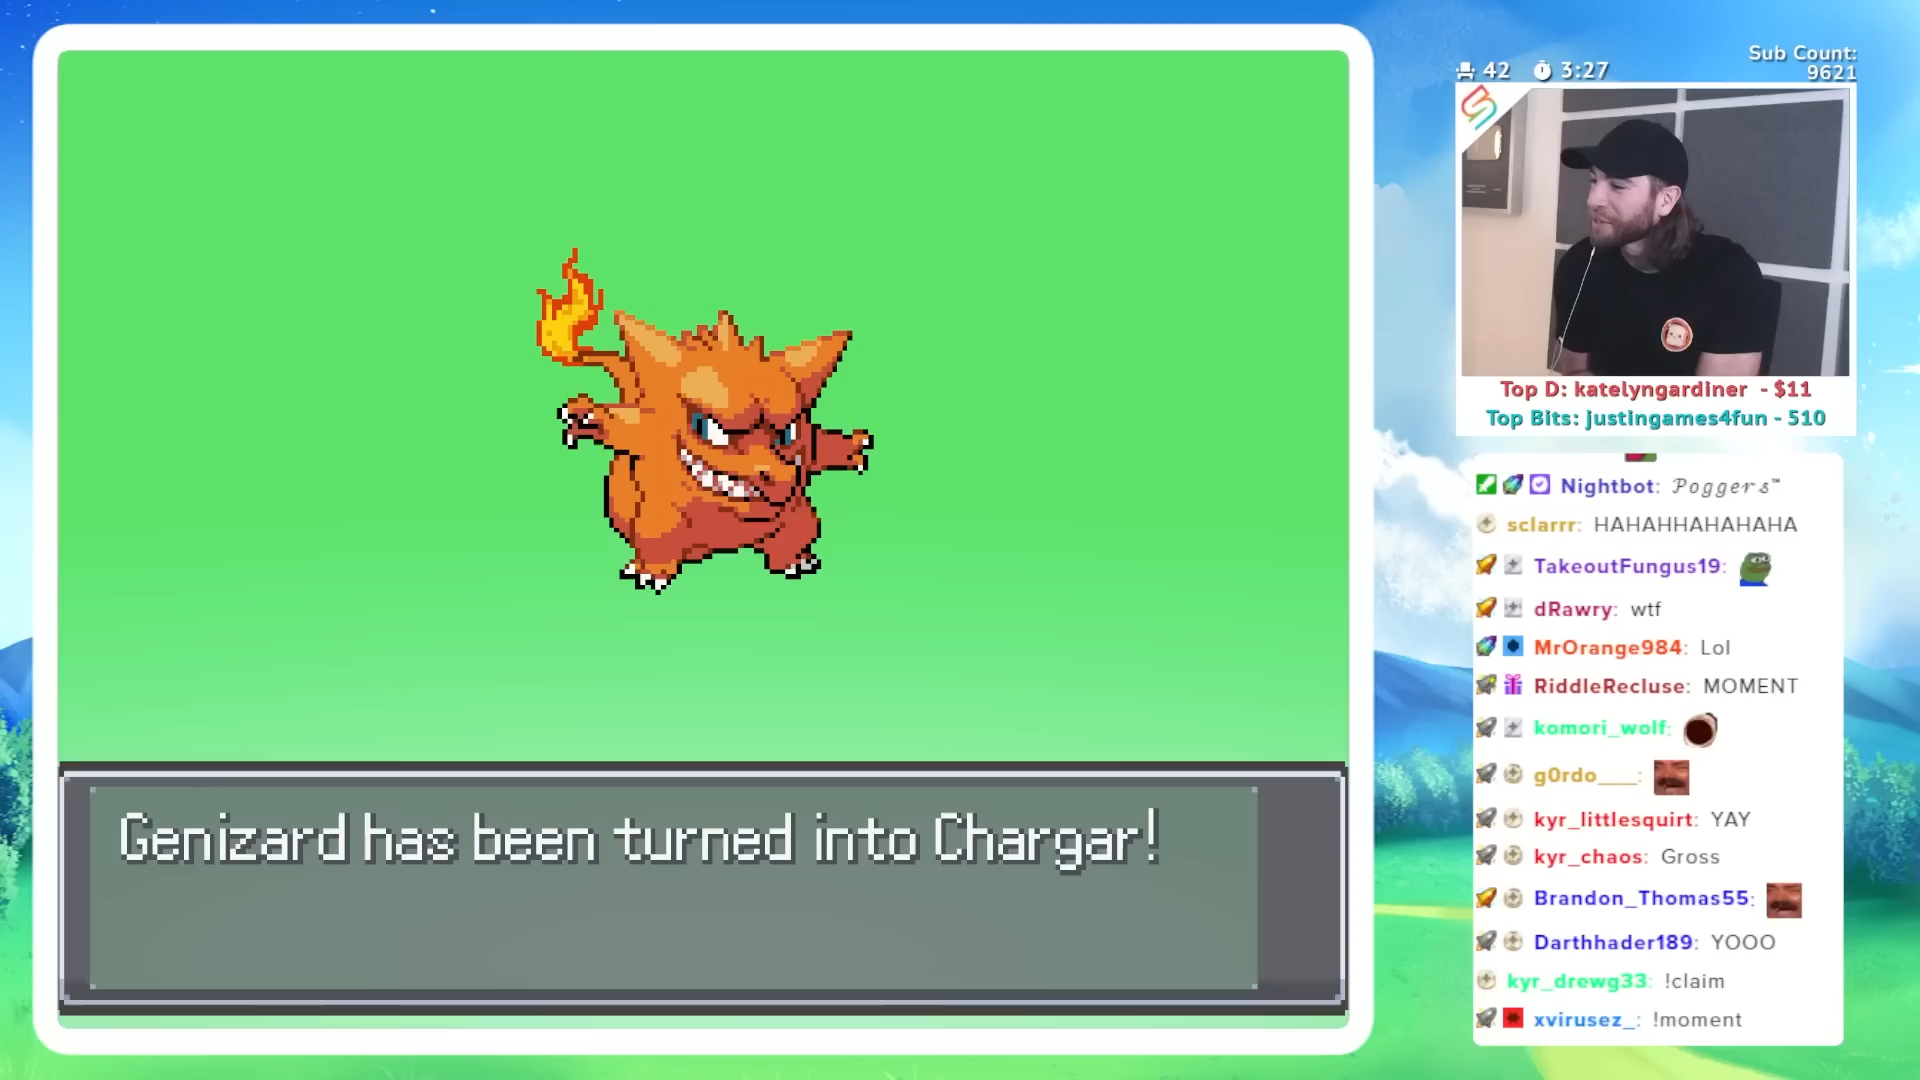 Sub Count:
42 3:27 9621
Top D: katelyngardiner - $11
Top Bits: justingames4fun - 510
Nightbot: 𝓟𝓸𝓰𝓰𝓮𝓻𝓼™
sclarrr: HAHAHHAHAHAHA
TakeoutFungus19:
dRawry: wtf
MrOrange984: Lol
RiddleRecluse: MOMENT
komori_wolf:
g0rdo____:
kyr_littlesquirt: YAY
kyr_chaos: Gross
Brandon_Thomas55:
Darthhader189: YOOO
kyr_drewg33: !claim
xvirusez_: !moment
Genizard has been turned into Chargar!